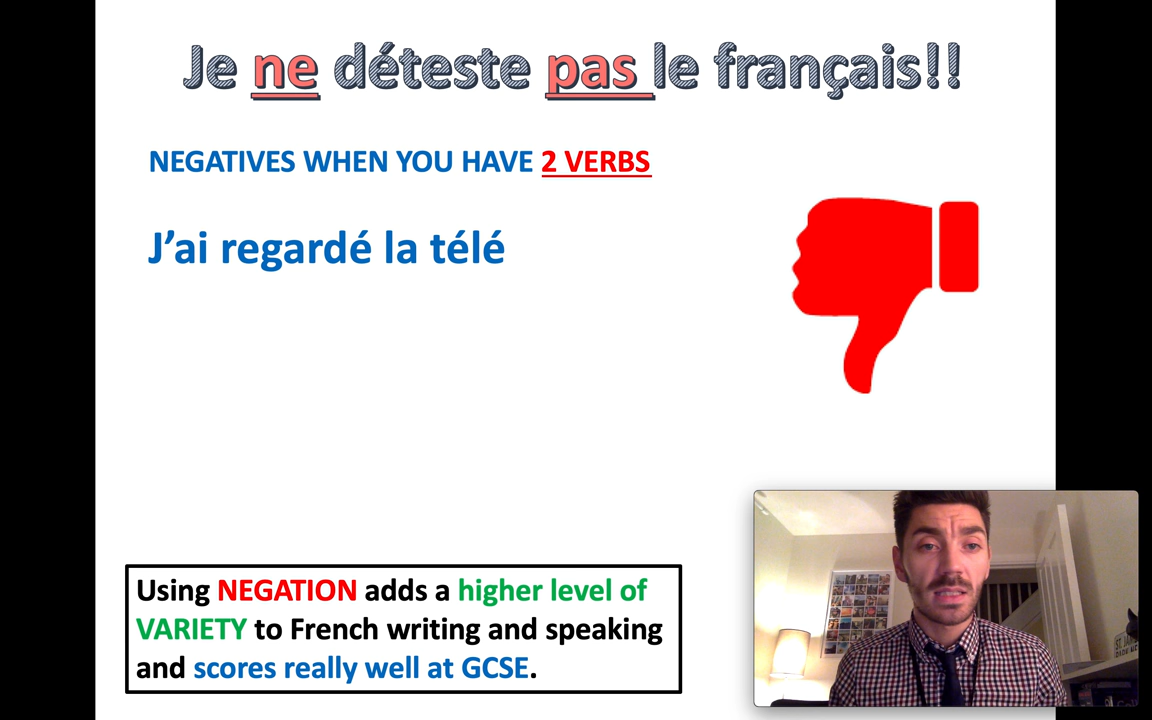 Je ne déteste pas le français!!
NEGATIVES WHEN YOU HAVE 2 VERBS
J’ai regardé la télé
Using NEGATION adds a higher level of
VARIETY to French writing and speaking
and scores really well at GCSE.